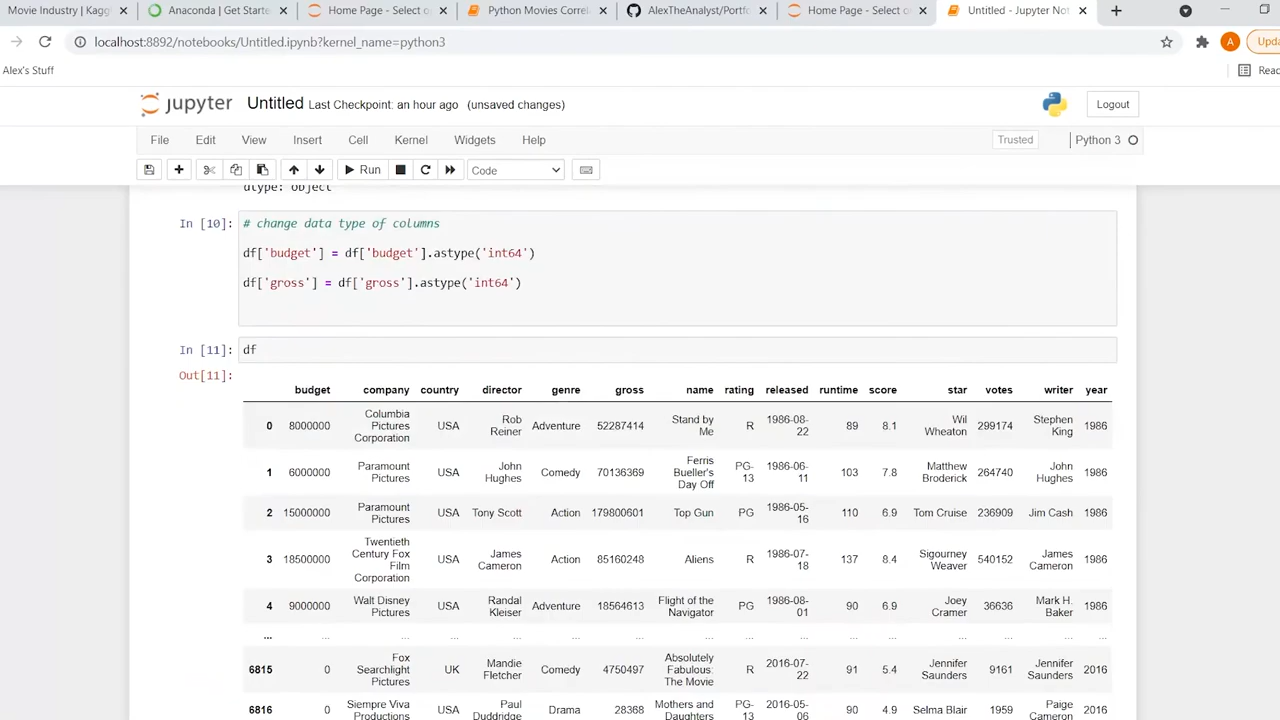 Movie Industry | Kagg
Anaconda | Get Starte
Home Page - Select o
Python Movies Correla
AlexTheAnalyst/Portfo
Home Page - Select o
Untitled - Jupyter Not
localhost:8892/notebooks/Untitled.ipynb?kernel_name=python3
A
Upda
Alex's Stuff
Read
jupyter Untitled Last Checkpoint: an hour ago (unsaved changes)
Logout
File Edit View Insert Cell Kernel Widgets Help
Trusted
Python 3
Run
Code
dtype: object
In [10]: # change data type of columns
df['budget'] = df['budget'].astype('int64')
df['gross'] = df['gross'].astype('int64')
In [11]: df
Out[11]:
budget company country director genre gross name rating released runtime score star votes writer year
0 8000000 Columbia Pictures Corporation USA Rob Reiner Adventure 52287414 Stand by Me R 1986-08-22 89 8.1 Wil Wheaton 299174 Stephen King 1986
1 6000000 Paramount Pictures USA John Hughes Comedy 70136369 Ferris Bueller's Day Off PG-13 1986-06-11 103 7.8 Matthew Broderick 264740 John Hughes 1986
2 15000000 Paramount Pictures USA Tony Scott Action 179800601 Top Gun PG 1986-05-16 110 6.9 Tom Cruise 236909 Jim Cash 1986
3 18500000 Twentieth Century Fox Film Corporation USA James Cameron Action 85160248 Aliens R 1986-07-18 137 8.4 Sigourney Weaver 540152 James Cameron 1986
4 9000000 Walt Disney Pictures USA Randal Kleiser Adventure 18564613 Flight of the Navigator PG 1986-08-01 90 6.9 Joey Cramer 36636 Mark H. Baker 1986
... ... ... ... ... ... ... ... ... ... ... ... ... ... ... ...
6815 0 Fox Searchlight Pictures UK Mandie Fletcher Comedy 4750497 Absolutely Fabulous: The Movie R 2016-07-22 91 5.4 Jennifer Saunders 9161 Jennifer Saunders 2016
6816 0 Siempre Viva Productions USA Paul Duddridge Drama 28368 Mothers and Daughters PG-13 2016-05-06 90 4.9 Selma Blair 1959 Paige Cameron 2016